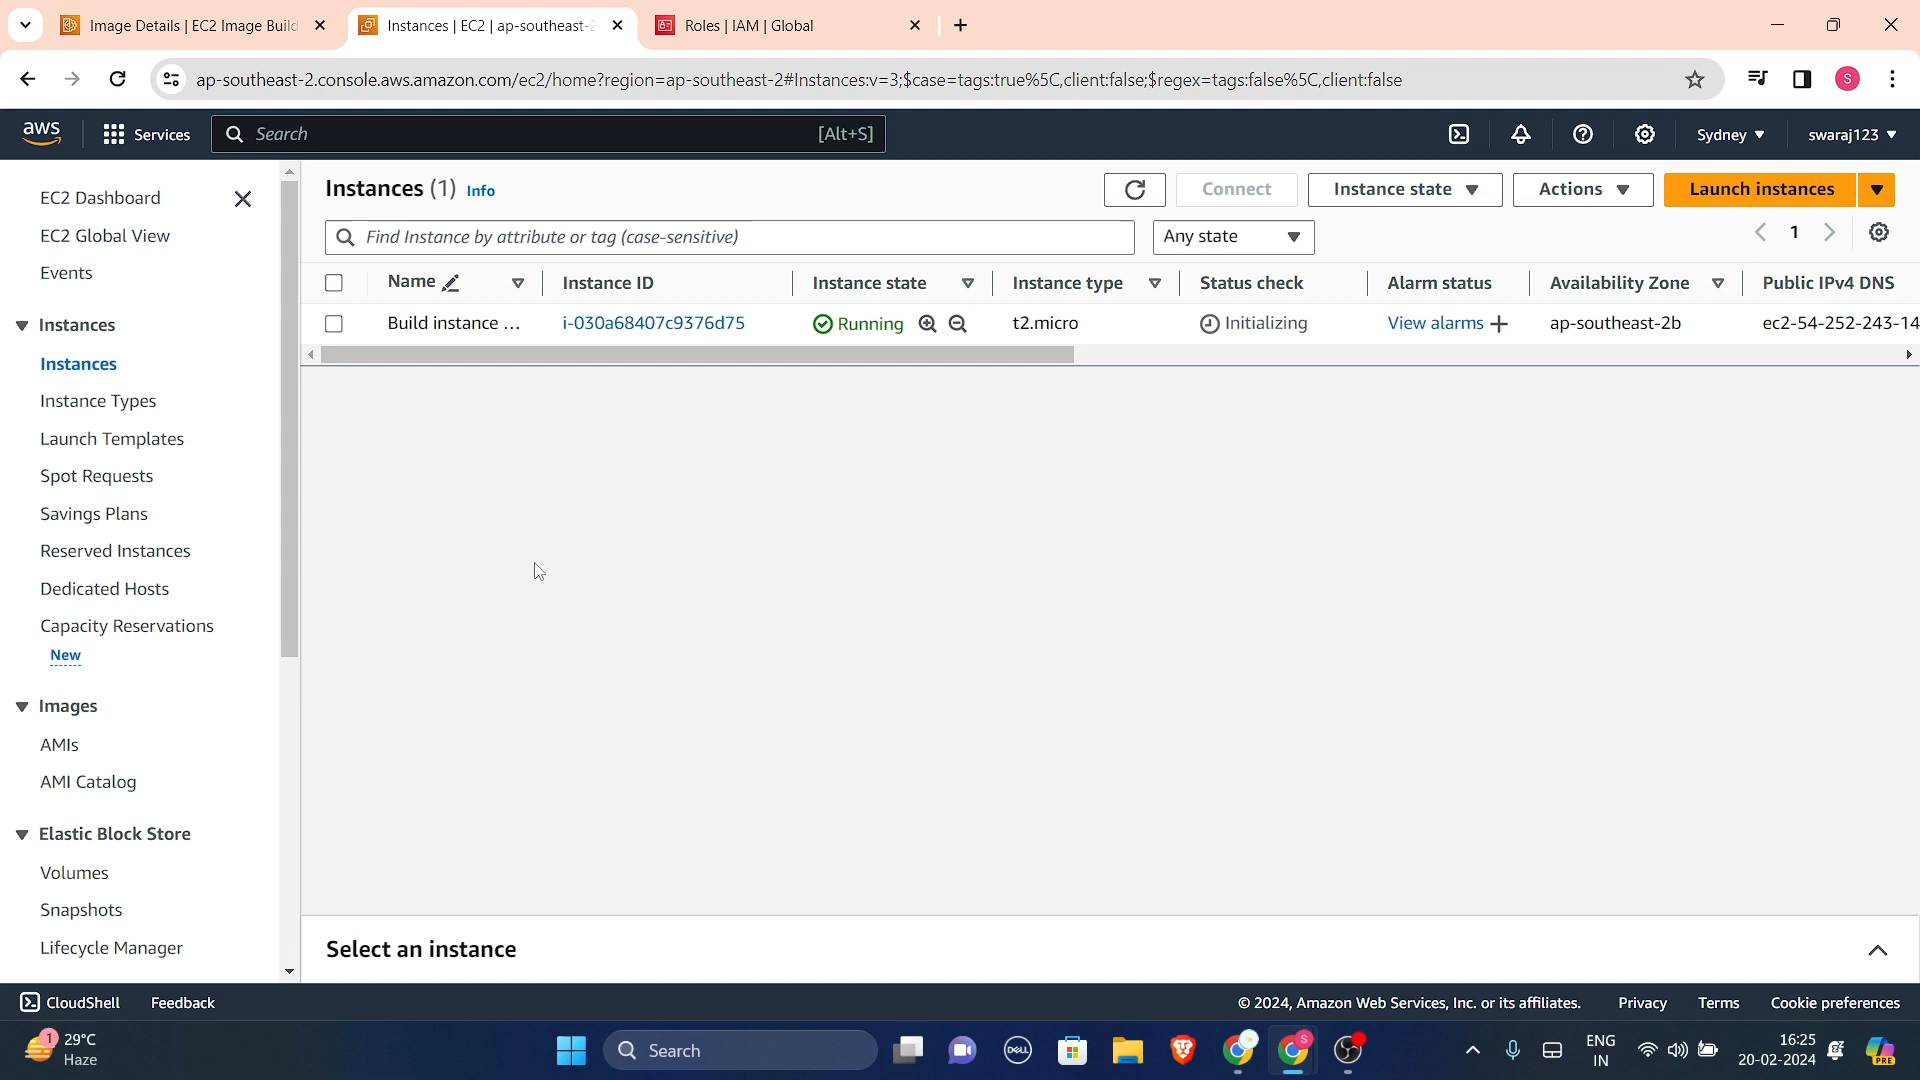 Image Details | EC2 Image Build
Instances | EC2 | ap-southeast-2
Roles | IAM | Global
ap-southeast-2.console.aws.amazon.com/ec2/home?region=ap-southeast-2#Instances:v=3;$case=tags:true%5C,client:false;$regex=tags:false%5C,client:false
S
aws
Services
Search
[Alt+S]
Sydney
swaraj123
EC2 Dashboard
EC2 Global View
Events
Instances
Instances
Instance Types
Launch Templates
Spot Requests
Savings Plans
Reserved Instances
Dedicated Hosts
Capacity Reservations
New
Images
AMIs
AMI Catalog
Elastic Block Store
Volumes
Snapshots
Lifecycle Manager
Instances (1) Info
Connect
Instance state
Actions
Launch instances
Find Instance by attribute or tag (case-sensitive)
Any state
1
Name
Instance ID
Instance state
Instance type
Status check
Alarm status
Availability Zone
Public IPv4 DNS
Build instance ...
i-030a68407c9376d75
Running
t2.micro
Initializing
View alarms
ap-southeast-2b
ec2-54-252-243-14
Select an instance
CloudShell
Feedback
© 2024, Amazon Web Services, Inc. or its affiliates.
Privacy
Terms
Cookie preferences
1
29°C
Haze
Search
DELL
S
ENG
IN
16:25
20-02-2024
PRE